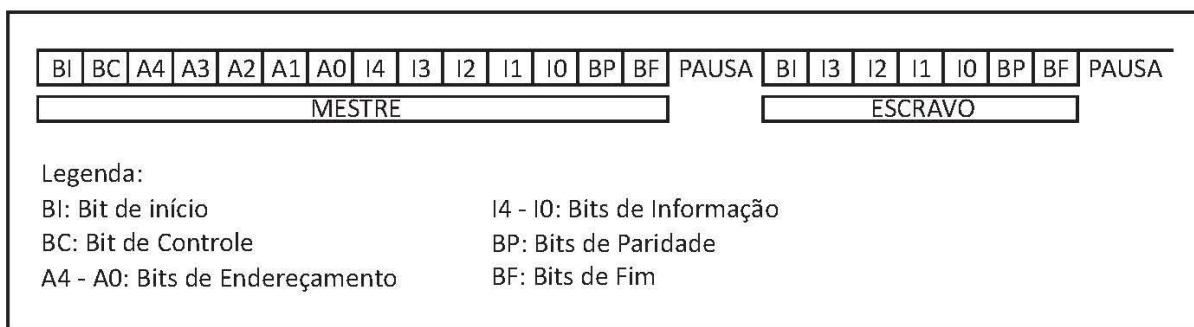 BI BC A4 A3 A2 A1 A0 I4 I3 I2 I1 I0 BP BF PAUSA BI I3 I2 I1 I0 BP BF PAUSA
MESTRE ESCRAVO
Legenda:
BI: Bit de início I4 - I0: Bits de Informação
BC: Bit de Controle BP: Bits de Paridade
A4 - A0: Bits de Endereçamento BF: Bits de Fim